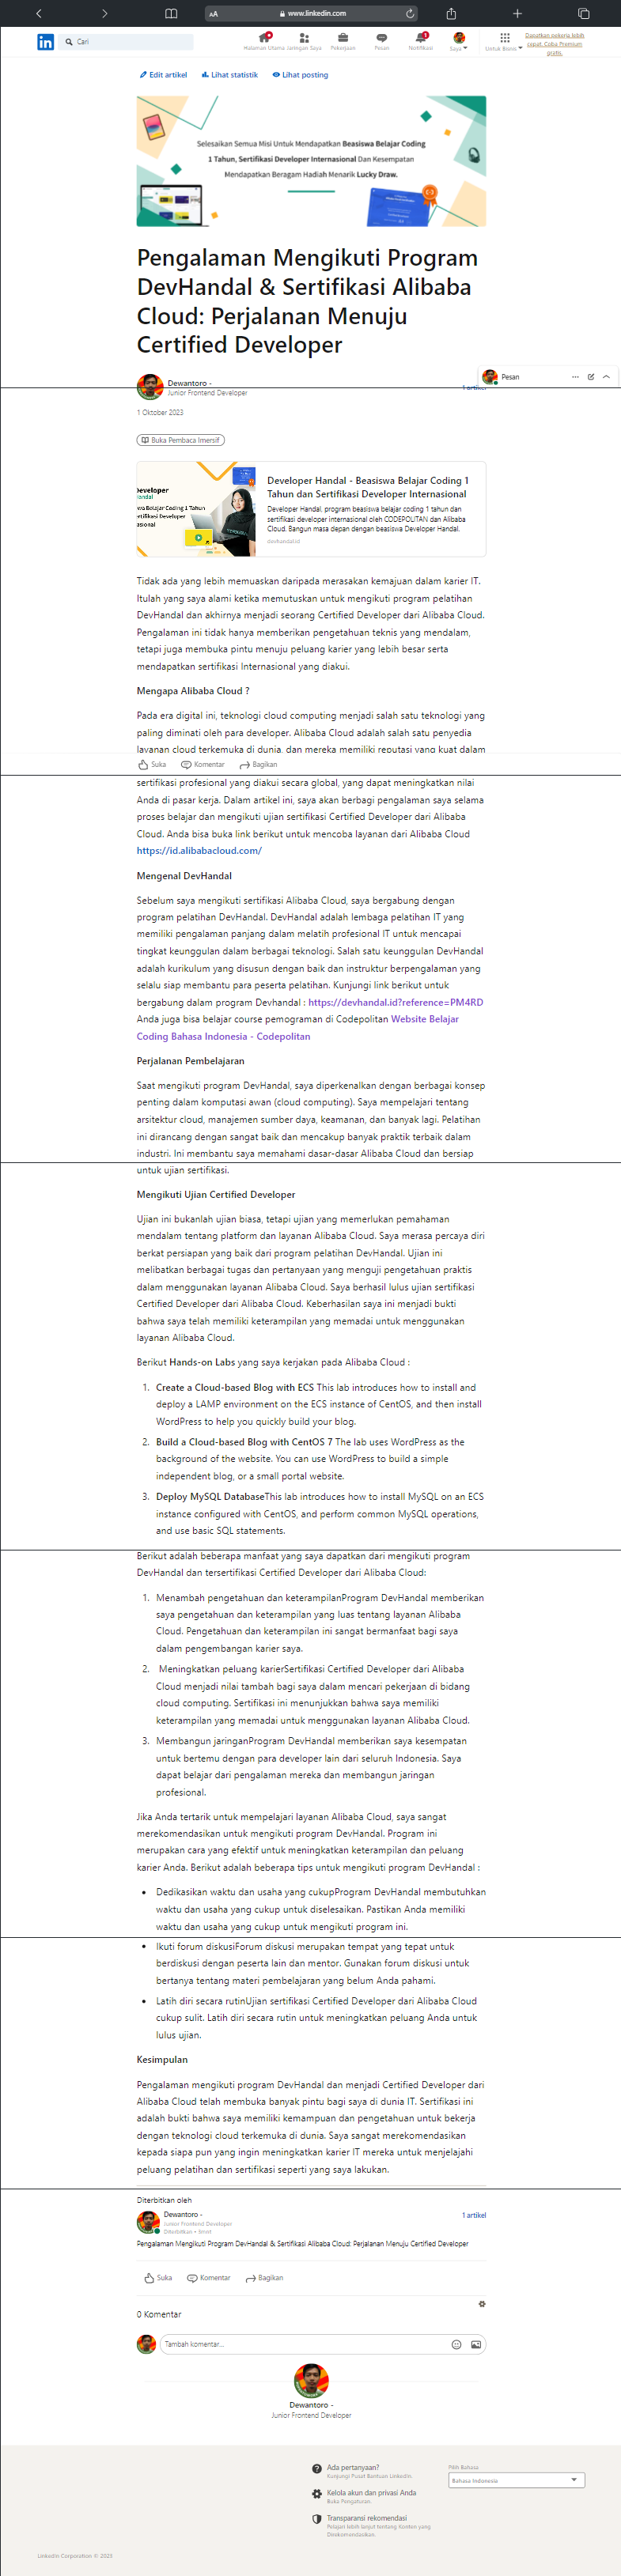 AA
www.linkedin.com
in
Cari
Halaman Utama
Jaringan Saya
Pekerjaan
Pesan
Notifikasi
Saya
Untuk Bisnis
Dapatkan pekerja lebih
cepat. Coba Premium
gratis.
Edit artikel
Lihat statistik
Lihat posting
Selesaikan Semua Misi Untuk Mendapatkan Beasiswa Belajar Coding
1 Tahun, Sertifikasi Developer Internasional Dan Kesempatan
Mendapatkan Beragam Hadiah Menarik Lucky Draw.
Pengalaman Mengikuti Program
DevHandal & Sertifikasi Alibaba
Cloud: Perjalanan Menuju
Certified Developer
Pesan
Dewantoro -
Junior Frontend Developer
1 artikel
1 Oktober 2023
Buka Pembaca Imersif
Developer Handal - Beasiswa Belajar Coding 1
Tahun dan Sertifikasi Developer Internasional
Developer Handal, program beasiswa belajar coding 1 tahun dan
sertifikasi developer internasional oleh CODEPOLITAN dan Alibaba
Cloud. Bangun masa depan dengan beasiswa Developer Handal.
devhandal.id
Tidak ada yang lebih memuaskan daripada merasakan kemajuan dalam karier IT.
Itulah yang saya alami ketika memutuskan untuk mengikuti program pelatihan
DevHandal dan akhirnya menjadi seorang Certified Developer dari Alibaba Cloud.
Pengalaman ini tidak hanya memberikan pengetahuan teknis yang mendalam,
tetapi juga membuka pintu menuju peluang karier yang lebih besar serta
mendapatkan sertifikasi Internasional yang diakui.
Mengapa Alibaba Cloud ?
Pada era digital ini, teknologi cloud computing menjadi salah satu teknologi yang
paling diminati oleh para developer. Alibaba Cloud adalah salah satu penyedia
layanan cloud terkemuka di dunia, dan mereka memiliki reputasi yang kuat dalam
Suka
Komentar
Bagikan
sertifikasi profesional yang diakui secara global, yang dapat meningkatkan nilai
Anda di pasar kerja. Dalam artikel ini, saya akan berbagi pengalaman saya selama
proses belajar dan mengikuti ujian sertifikasi Certified Developer dari Alibaba
Cloud. Anda bisa buka link berikut untuk mencoba layanan dari Alibaba Cloud
https://id.alibabacloud.com/
Mengenal DevHandal
Sebelum saya mengikuti sertifikasi Alibaba Cloud, saya bergabung dengan
program pelatihan DevHandal. DevHandal adalah lembaga pelatihan IT yang
memiliki pengalaman panjang dalam melatih profesional IT untuk mencapai
tingkat keunggulan dalam berbagai teknologi. Salah satu keunggulan DevHandal
adalah kurikulum yang disusun dengan baik dan instruktur berpengalaman yang
selalu siap membantu para peserta pelatihan. Kunjungi link berikut untuk
bergabung dalam program Devhandal : https://devhandal.id?reference=PM4RD
Anda juga bisa belajar course pemograman di Codepolitan Website Belajar
Coding Bahasa Indonesia - Codepolitan
Perjalanan Pembelajaran
Saat mengikuti program DevHandal, saya diperkenalkan dengan berbagai konsep
penting dalam komputasi awan (cloud computing). Saya mempelajari tentang
arsitektur cloud, manajemen sumber daya, keamanan, dan banyak lagi. Pelatihan
ini dirancang dengan sangat baik dan mencakup banyak praktik terbaik dalam
industri. Ini membantu saya memahami dasar-dasar Alibaba Cloud dan bersiap
untuk ujian sertifikasi.
Mengikuti Ujian Certified Developer
Ujian ini bukanlah ujian biasa, tetapi ujian yang memerlukan pemahaman
mendalam tentang platform dan layanan Alibaba Cloud. Saya merasa percaya diri
berkat persiapan yang baik dari program pelatihan DevHandal. Ujian ini
melibatkan berbagai tugas dan pertanyaan yang menguji pengetahuan praktis
dalam menggunakan layanan Alibaba Cloud. Saya berhasil lulus ujian sertifikasi
Certified Developer dari Alibaba Cloud. Keberhasilan saya ini menjadi bukti
bahwa saya telah memiliki keterampilan yang memadai untuk menggunakan
layanan Alibaba Cloud.
Berikut Hands-on Labs yang saya kerjakan pada Alibaba Cloud :
1. Create a Cloud-based Blog with ECS This lab introduces how to install and
deploy a LAMP environment on the ECS instance of CentOS, and then install
WordPress to help you quickly build your blog.
2. Build a Cloud-based Blog with CentOS 7 The lab uses WordPress as the
background of the website. You can use WordPress to build a simple
independent blog, or a small portal website.
3. Deploy MySQL DatabaseThis lab introduces how to install MySQL on an ECS
instance configured with CentOS, and perform common MySQL operations,
and use basic SQL statements.
Berikut adalah beberapa manfaat yang saya dapatkan dari mengikuti program
DevHandal dan tersertifikasi Certified Developer dari Alibaba Cloud:
1. Menambah pengetahuan dan keterampilanProgram DevHandal memberikan
saya pengetahuan dan keterampilan yang luas tentang layanan Alibaba
Cloud. Pengetahuan dan keterampilan ini sangat bermanfaat bagi saya
dalam pengembangan karier saya.
2. Meningkatkan peluang karierSertifikasi Certified Developer dari Alibaba
Cloud menjadi nilai tambah bagi saya dalam mencari pekerjaan di bidang
cloud computing. Sertifikasi ini menunjukkan bahwa saya memiliki
keterampilan yang memadai untuk menggunakan layanan Alibaba Cloud.
3. Membangun jaringanProgram DevHandal memberikan saya kesempatan
untuk bertemu dengan para developer lain dari seluruh Indonesia. Saya
dapat belajar dari pengalaman mereka dan membangun jaringan
profesional.
Jika Anda tertarik untuk mempelajari layanan Alibaba Cloud, saya sangat
merekomendasikan untuk mengikuti program DevHandal. Program ini
merupakan cara yang efektif untuk meningkatkan keterampilan dan peluang
karier Anda. Berikut adalah beberapa tips untuk mengikuti program DevHandal :
• Dedikasikan waktu dan usaha yang cukupProgram DevHandal membutuhkan
waktu dan usaha yang cukup untuk diselesaikan. Pastikan Anda memiliki
waktu dan usaha yang cukup untuk mengikuti program ini.
• Ikuti forum diskusiForum diskusi merupakan tempat yang tepat untuk
berdiskusi dengan peserta lain dan mentor. Gunakan forum diskusi untuk
bertanya tentang materi pembelajaran yang belum Anda pahami.
• Latih diri secara rutinUjian sertifikasi Certified Developer dari Alibaba Cloud
cukup sulit. Latih diri secara rutin untuk meningkatkan peluang Anda untuk
lulus ujian.
Kesimpulan
Pengalaman mengikuti program DevHandal dan menjadi Certified Developer dari
Alibaba Cloud telah membuka banyak pintu bagi saya di dunia IT. Sertifikasi ini
adalah bukti bahwa saya memiliki kemampuan dan pengetahuan untuk bekerja
dengan teknologi cloud terkemuka di dunia. Saya sangat merekomendasikan
kepada siapa pun yang ingin meningkatkan karier IT mereka untuk menjelajahi
peluang pelatihan dan sertifikasi seperti yang saya lakukan.
Diterbitkan oleh
Dewantoro -
Junior Frontend Developer
Diterbitkan • 5mnt
1 artikel
Pengalaman Mengikuti Program DevHandal & Sertifikasi Alibaba Cloud: Perjalanan Menuju Certified Developer
Suka
Komentar
Bagikan
0 Komentar
Tambah komentar...
Dewantoro -
Junior Frontend Developer
Ada pertanyaan?
Kunjungi Pusat Bantuan LinkedIn.
Kelola akun dan privasi Anda
Buka Pengaturan.
Transparansi rekomendasi
Pelajari lebih lanjut tentang Konten yang
Direkomendasikan.
Pilih Bahasa
Bahasa Indonesia
LinkedIn Corporation © 2023